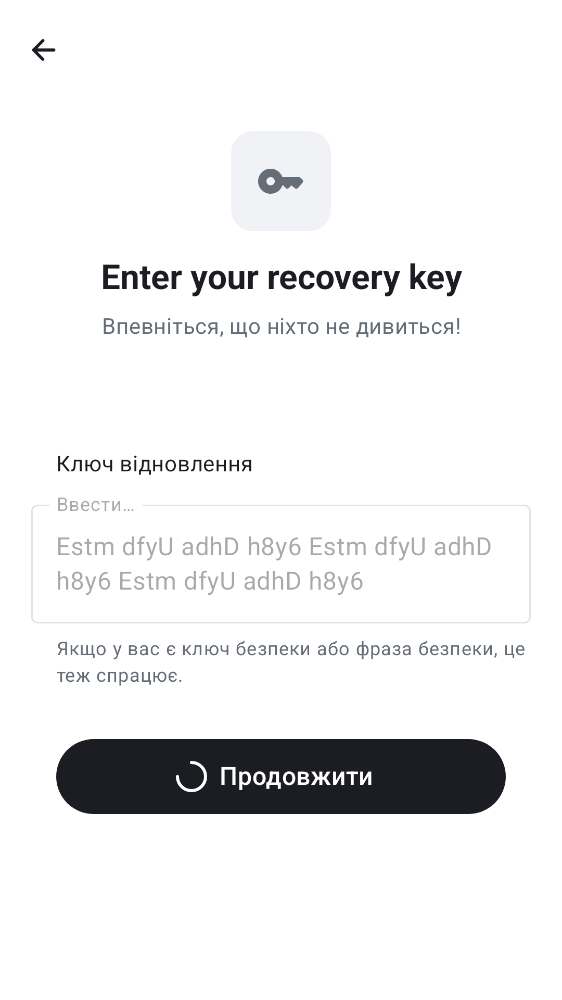 Enter your recovery key
Впевніться, що ніхто не дивиться!
Ключ відновлення
Ввести…
Estm dfyU adhD h8y6 Estm dfyU adhD
h8y6 Estm dfyU adhD h8y6
Якщо у вас є ключ безпеки або фраза безпеки, це
теж спрацює.
Продовжити